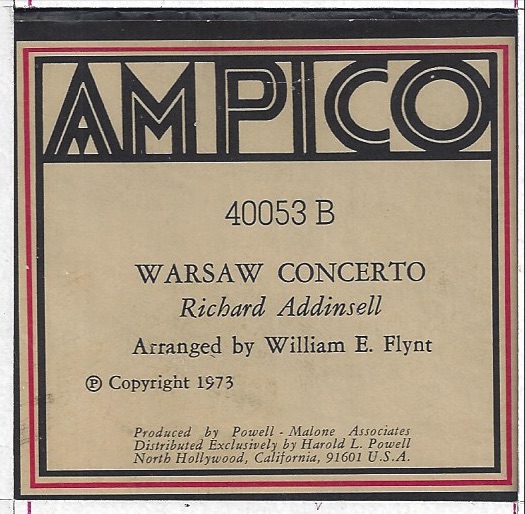 AMPICO
40053 B
WARSAW CONCERTO
Richard Addinsell
Arranged by William E. Flynt
Ⓟ Copyright 1973
Produced by Powell - Malone Associates
Distributed Exclusively by Harold L. Powell
North Hollywood, California, 91601 U.S.A.